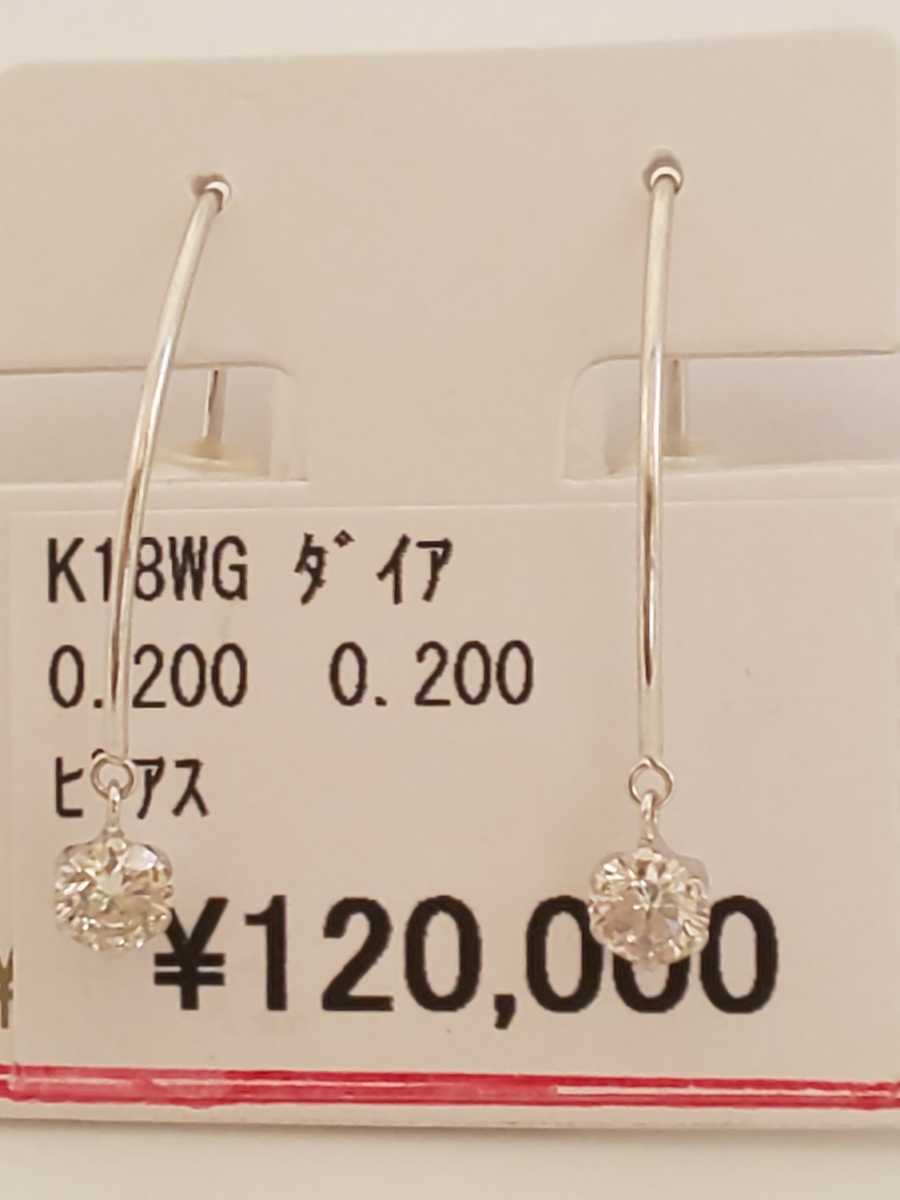 K18WG ﾀﾞｲｱ
0.200 0.200
ﾋﾟｱｽ
¥120,000
¥